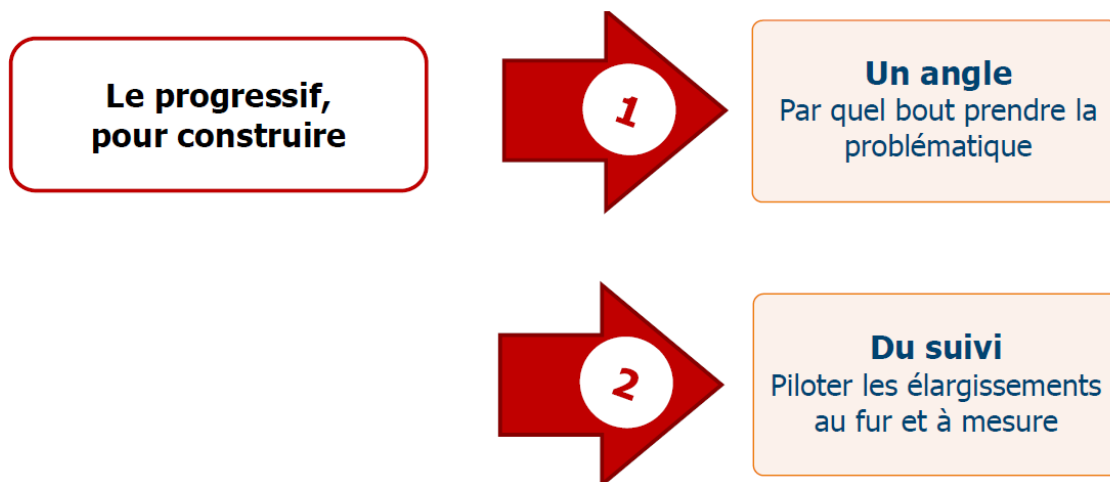 Le progressif,
pour construire
1
Un angle
Par quel bout prendre la
problématique
2
Du suivi
Piloter les élargissements
au fur et à mesure